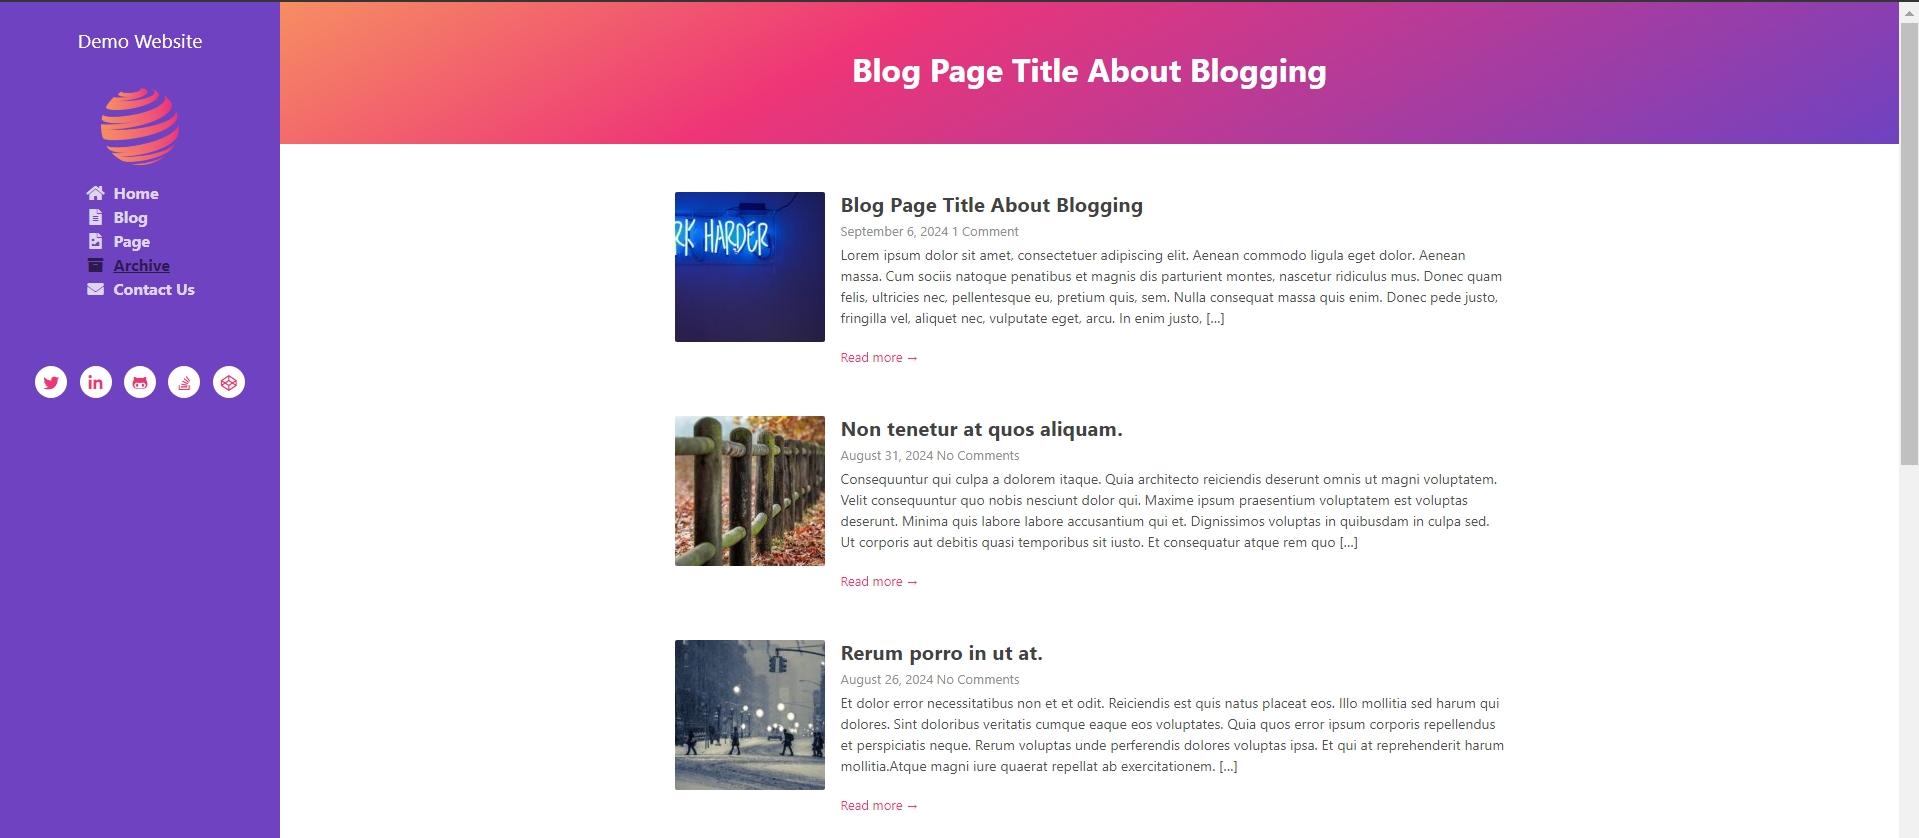 Demo Website
Home
Blog
Page
Archive
Contact Us
Blog Page Title About Blogging
RK HARDER
Blog Page Title About Blogging
September 6, 2024 1 Comment
Lorem ipsum dolor sit amet, consectetuer adipiscing elit. Aenean commodo ligula eget dolor. Aenean
massa. Cum sociis natoque penatibus et magnis dis parturient montes, nascetur ridiculus mus. Donec quam
felis, ultricies nec, pellentesque eu, pretium quis, sem. Nulla consequat massa quis enim. Donec pede justo,
fringilla vel, aliquet nec, vulputate eget, arcu. In enim justo, […]
Read more →
Non tenetur at quos aliquam.
August 31, 2024 No Comments
Consequuntur qui culpa a dolorem itaque. Quia architecto reiciendis deserunt omnis ut magni voluptatem.
Velit consequuntur quo nobis nesciunt dolor qui. Maxime ipsum praesentium voluptatem est voluptas
deserunt. Minima quis labore labore accusantium qui et. Dignissimos voluptas in quibusdam in culpa sed.
Ut corporis aut debitis quasi temporibus sit iusto. Et consequatur atque rem quo […]
Read more →
Rerum porro in ut at.
August 26, 2024 No Comments
Et dolor error necessitatibus non et et odit. Reiciendis est quis natus placeat eos. Illo mollitia sed harum qui
dolores. Sint doloribus veritatis cumque eaque eos voluptates. Quia quos error ipsum corporis repellendus
et perspiciatis neque. Rerum voluptas unde perferendis dolores voluptas ipsa. Et qui at reprehenderit harum
mollitia.Atque magni iure quaerat repellat ab exercitationem. […]
Read more →